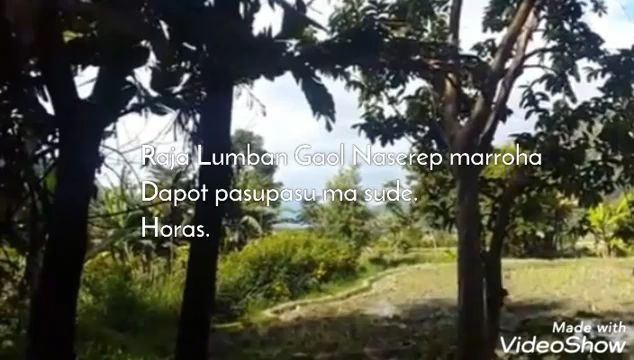 Raja Lumban Gaol Naserep marroha
Dapot pasupasu ma sude.
Horas.
Made with
VideoShow